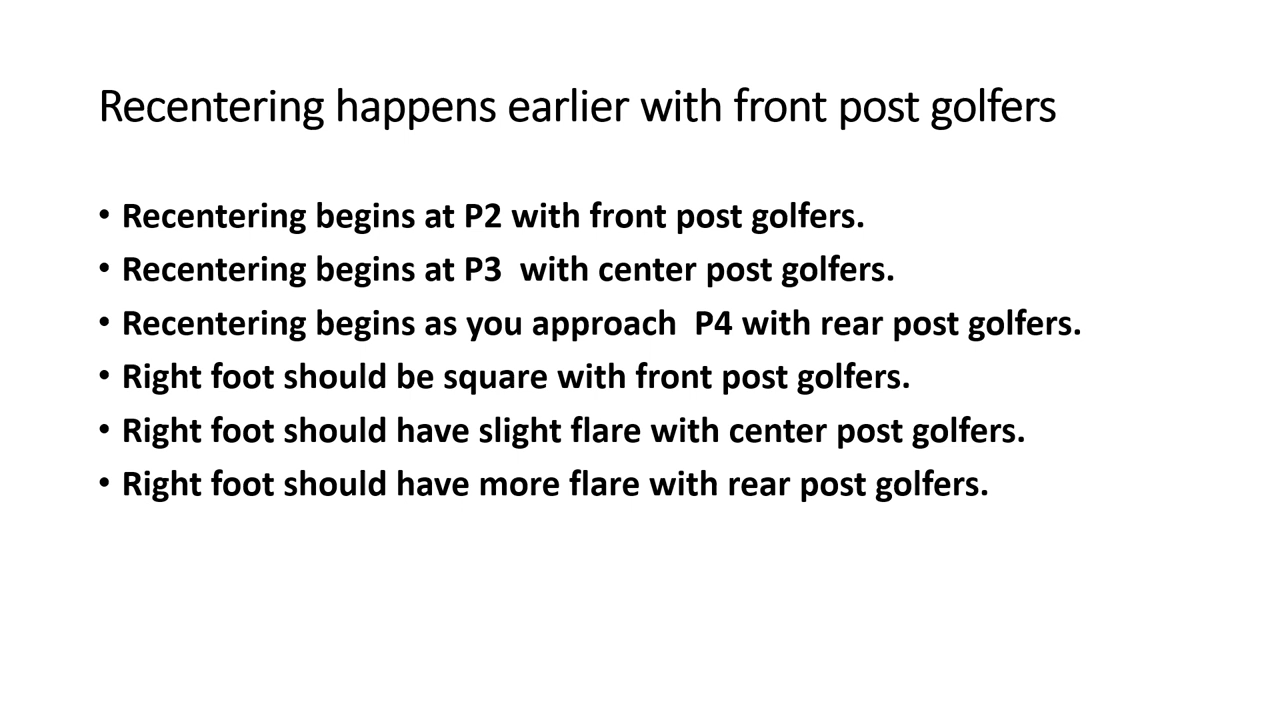 Recentering happens earlier with front post golfers
• Recentering begins at P2 with front post golfers.
• Recentering begins at P3  with center post golfers.
• Recentering begins as you approach  P4 with rear post golfers.
• Right foot should be square with front post golfers.
• Right foot should have slight flare with center post golfers.
• Right foot should have more flare with rear post golfers.